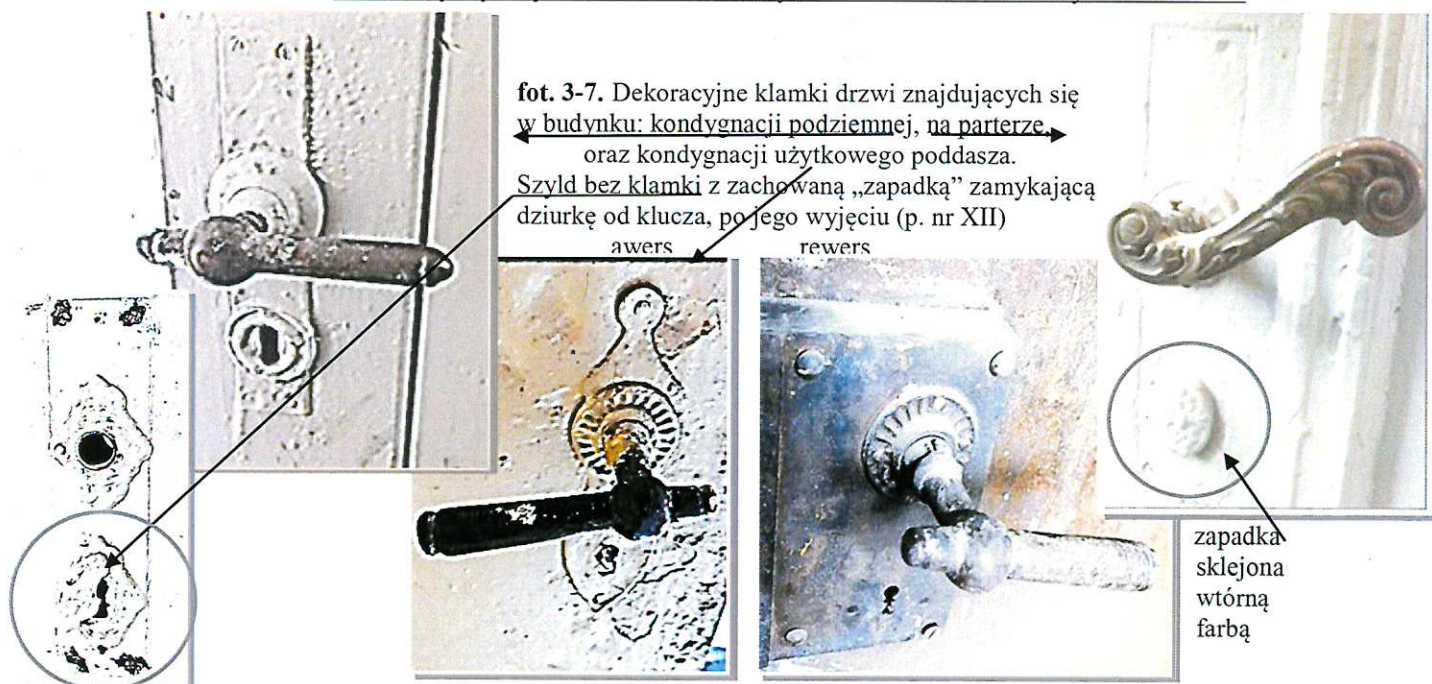 fot. 3-7. Dekoracyjne klamki drzwi znajdujących się
w budynku: kondygnacji podziemnej, na parterze,
oraz kondygnacji użytkowego poddasza.
Szyld bez klamki z zachowaną „zapadką” zamykającą
dziurkę od klucza, po jego wyjęciu (p. nr XII)
awers rewers
zapadka
sklejona
wtórną
farbą